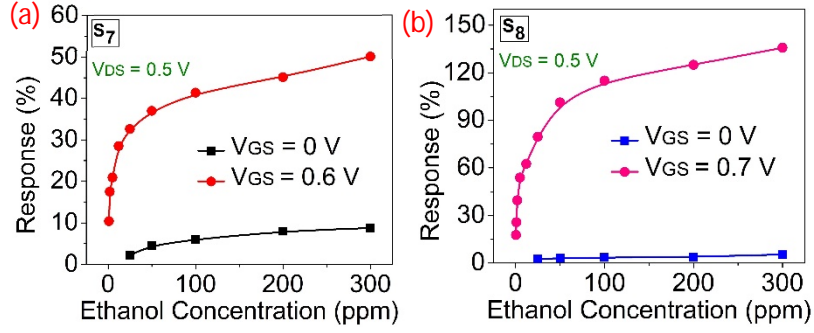 (a)
S7
VDS = 0.5 V
VGS = 0 V
VGS = 0.6 V
Response (%)
60
50
40
30
20
10
0
0 100 200 300
Ethanol Concentration (ppm)
(b)
S8
VDS = 0.5 V
VGS = 0 V
VGS = 0.7 V
Response (%)
150
120
90
60
30
0
0 100 200 300
Ethanol Concentration (ppm)